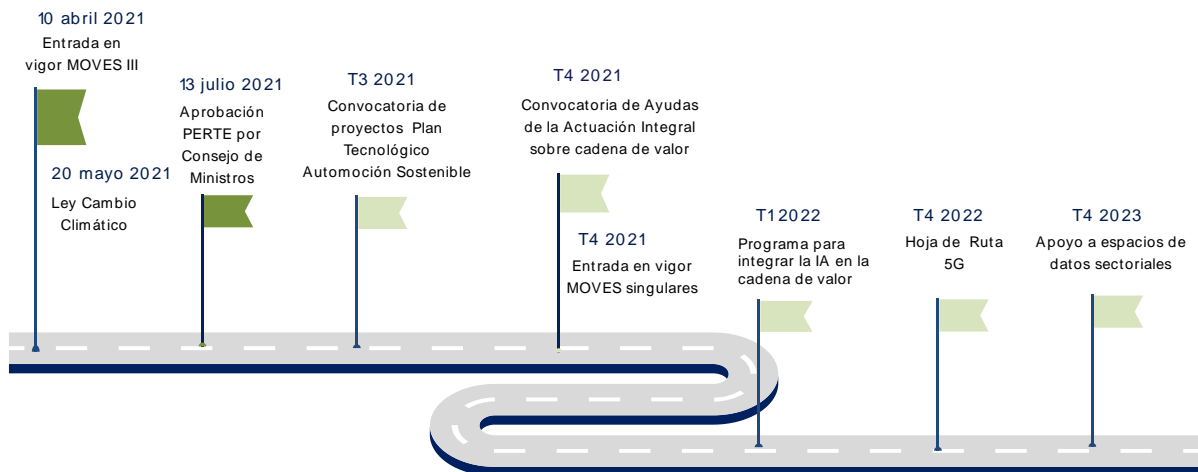 10 abril 2021
Entrada en
vigor MOVES III
20 mayo 2021
Ley Cambio
Climático
13 julio 2021
Aprobación
PERTE por
Consejo de
Ministros
T3 2021
Convocatoria de
proyectos Plan
Tecnológico
Automoción Sostenible
T4 2021
Convocatoria de Ayudas
de la Actuación Integral
sobre cadena de valor
T4 2021
Entrada en vigor
MOVES singulares
T1 2022
Programa para
integrar la IA en la
cadena de valor
T4 2022
Hoja de Ruta
5G
T4 2023
Apoyo a espacios de
datos sectoriales